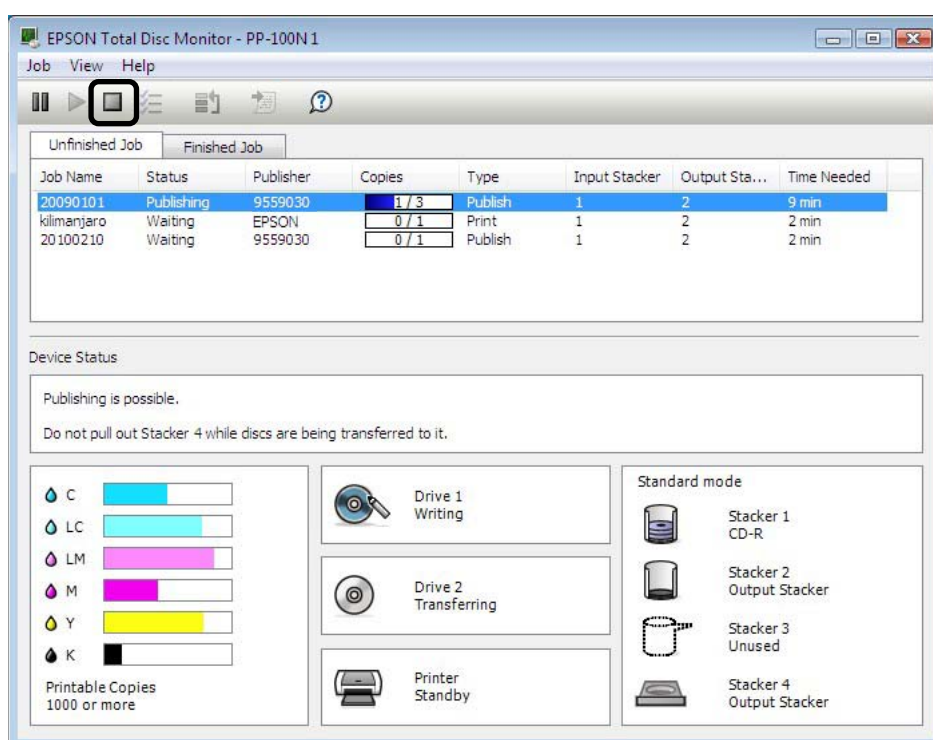 EPSON Total Disc Monitor - PP-100N 1
Job View Help
Unfinished Job Finished Job
Job Name Status Publisher Copies Type Input Stacker Output Sta... Time Needed
20090101 Publishing 9559030 1 / 3 Publish 1 2 9 min
kilimanjaro Waiting EPSON 0 / 1 Print 1 2 2 min
20100210 Waiting 9559030 0 / 1 Publish 1 2 2 min
Device Status
Publishing is possible.
Do not pull out Stacker 4 while discs are being transferred to it.
C
LC
LM
M
Y
K
Printable Copies
1000 or more
Drive 1
Writing
Drive 2
Transferring
Printer
Standby
Standard mode
Stacker 1
CD-R
Stacker 2
Output Stacker
Stacker 3
Unused
Stacker 4
Output Stacker